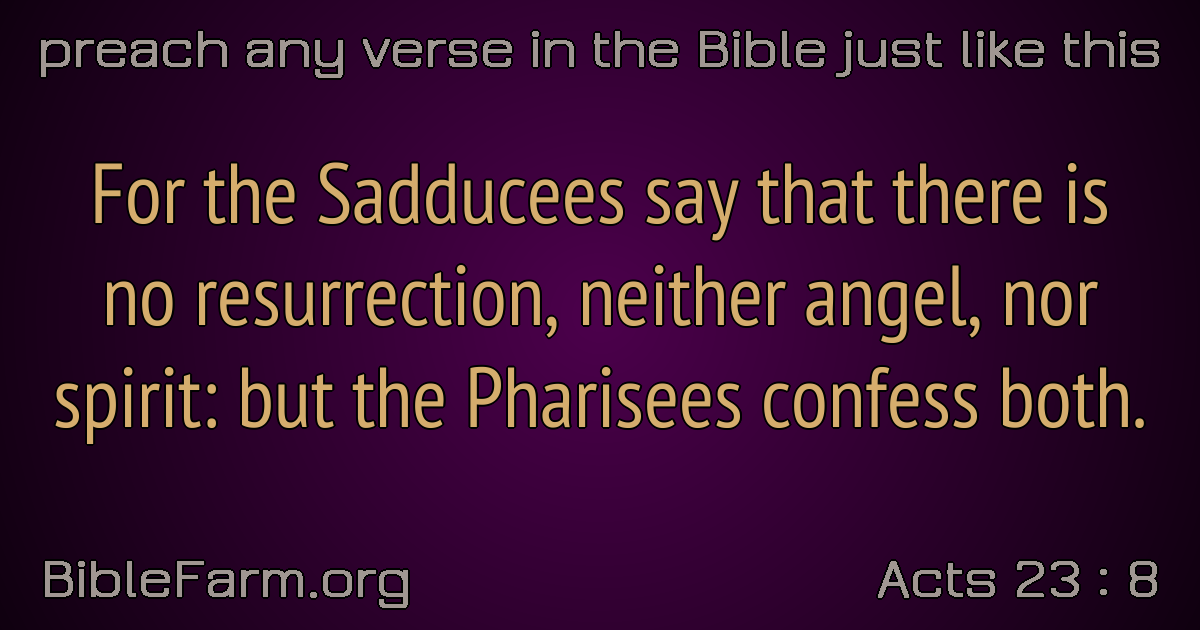 preach any verse in the Bible just like this
For the Sadducees say that there is
no resurrection, neither angel, nor
spirit: but the Pharisees confess both.
BibleFarm.org
Acts 23 : 8